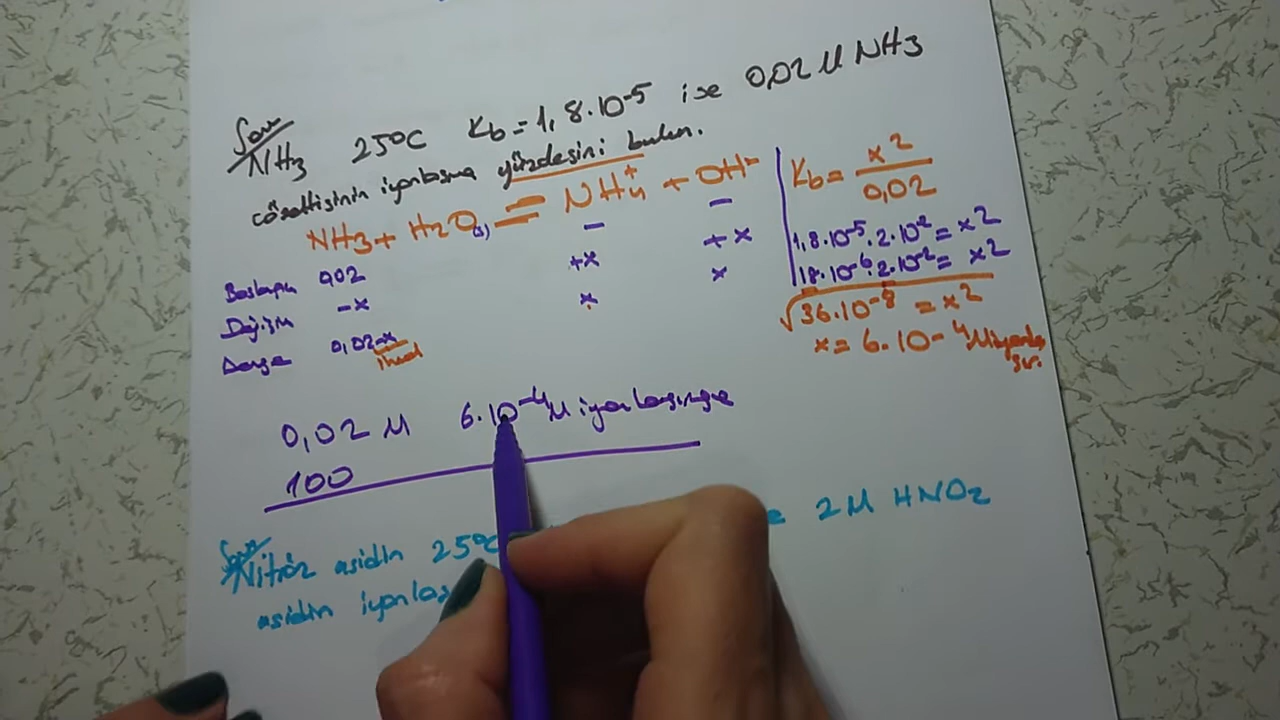 Soru
NH3 25°C Kb=1,8.10-5 ise 0,02 M NH3
çözeltisinin iyonlaşma yüzdesini bulun.
NH3 + H2O(s) ⇌ NH4+ + OH-
Başlangıç 0,02 - -
Değişim -x +x +x
Denge 0,02-x x x
ihmal
Kb= x2
0,02
1,8.10-5.2.10-2= x2
18.10-6.2.10-2= x2
√36.10-8 = x2
x= 6.10-4 M iyonlaşır.
0,02 M 6.10-4 M iyonlaşmışsa
100
Soru
Nitröz asidin 25°C 2M HNO2
asidin iyonlaş